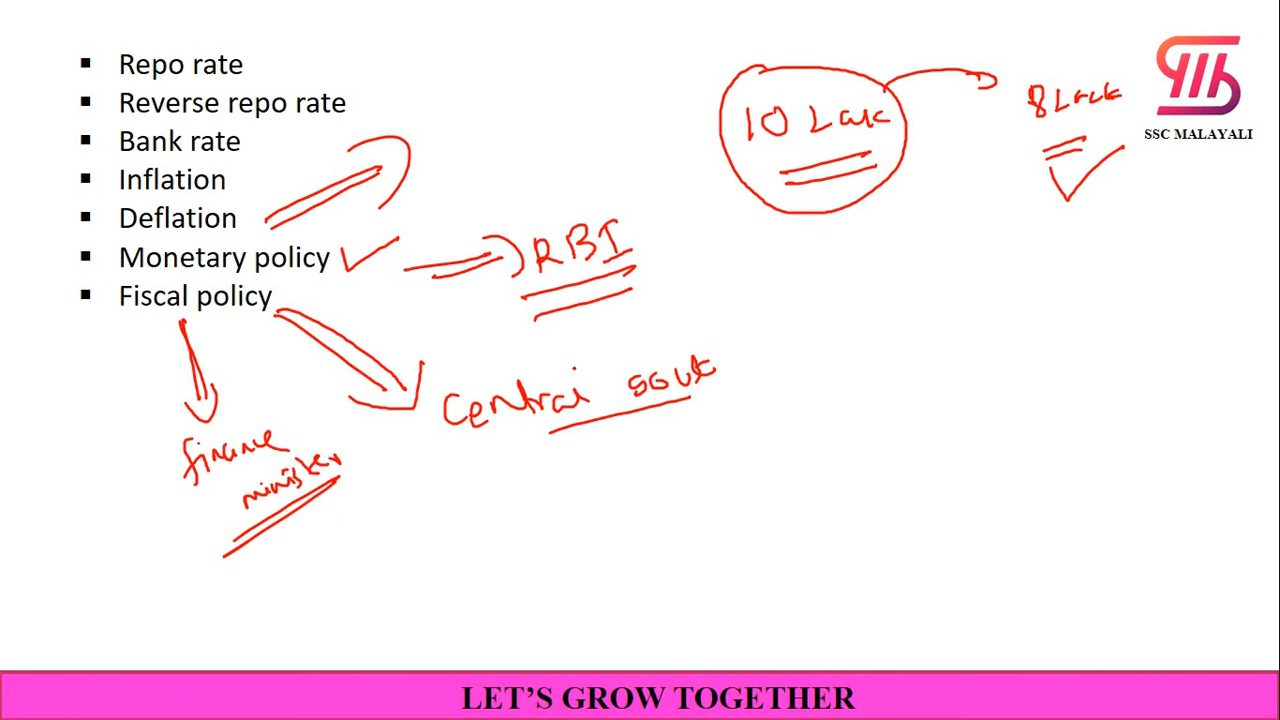 ▪ Repo rate
▪ Reverse repo rate
▪ Bank rate
▪ Inflation
▪ Deflation
▪ Monetary policy
▪ Fiscal policy
10 Lak
8 Lack
SSC MALAYALI
RBI
Central Govt
finance
minister
LET'S GROW TOGETHER